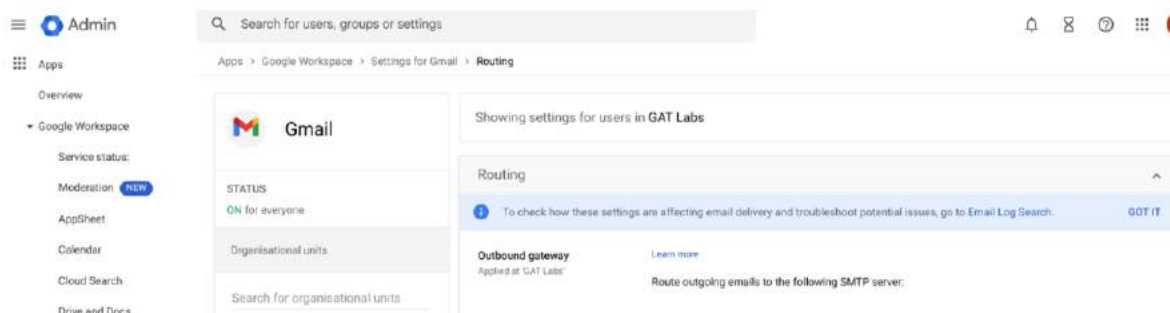 Admin
Search for users, groups or settings
Apps
Apps > Google Workspace > Settings for Gmail > Routing
Overview
Google Workspace
Service status:
Moderation NEW
AppSheet
Calendar
Cloud Search
Drive and Docs
Gmail
STATUS
ON for everyone
Organisational units
Search for organisational units
Showing settings for users in GAT Labs
Routing
To check how these settings are affecting email delivery and troubleshoot potential issues, go to Email Log Search. GOT IT
Outbound gateway
Applied at 'GAT Labs'
Learn more
Route outgoing emails to the following SMTP server: